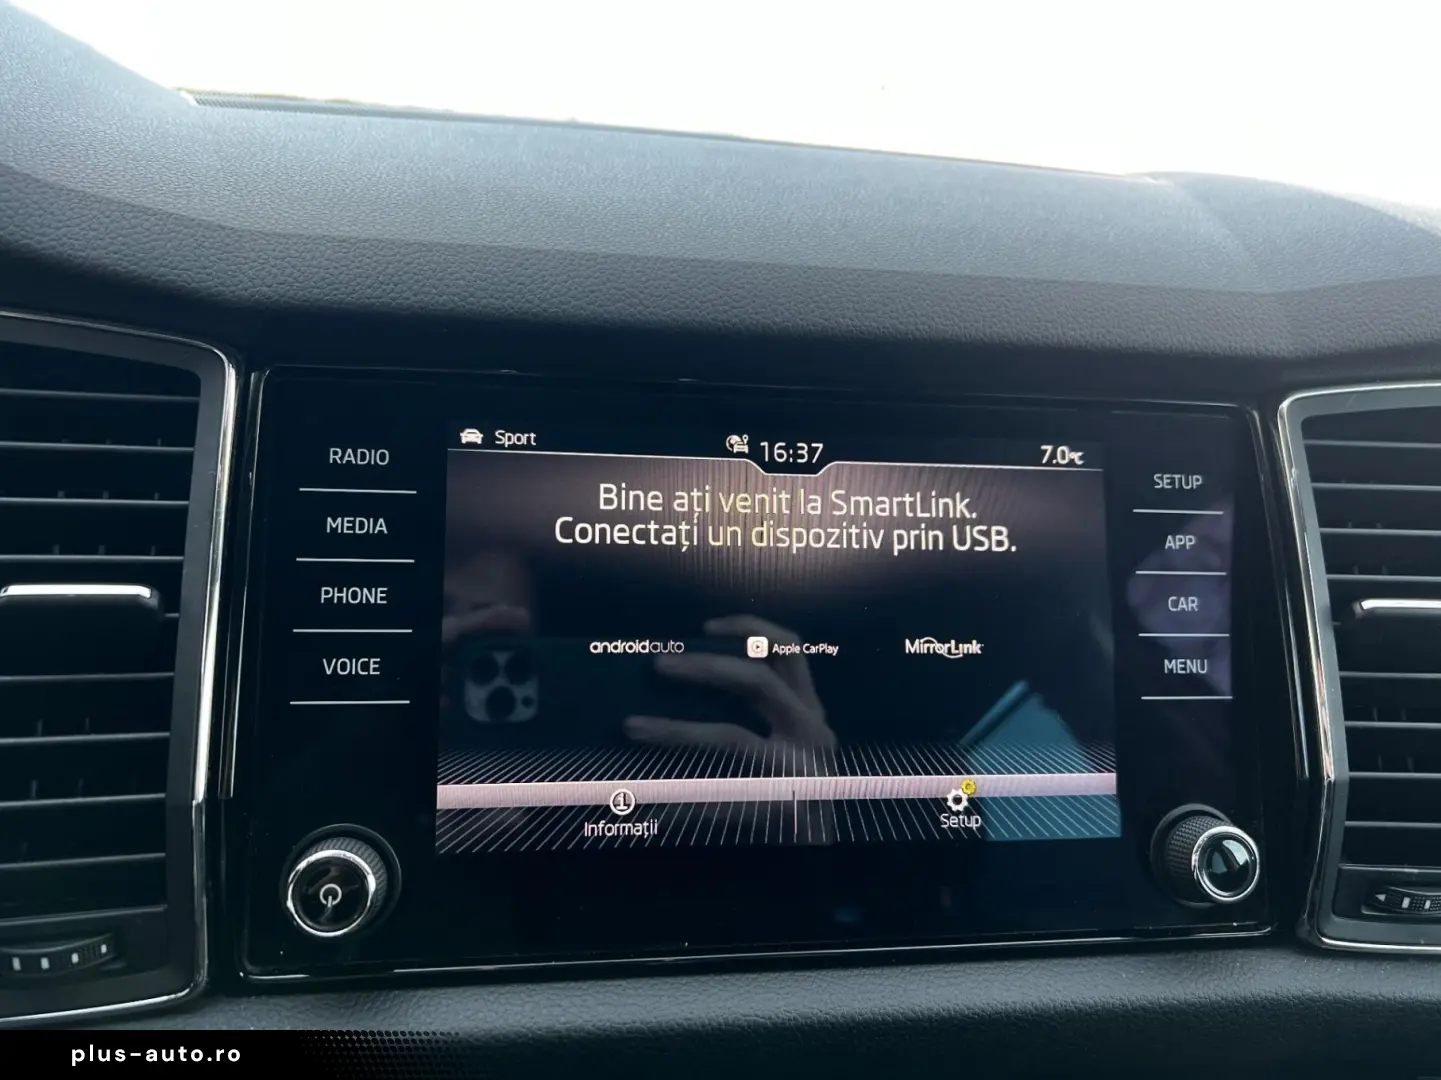 Sport
16:37
7.0°C
RADIO
MEDIA
PHONE
VOICE
Bine ați venit la SmartLink.
Conectați un dispozitiv prin USB.
androidauto
Apple CarPlay
MirrorLink
Informații
Setup
SETUP
APP
CAR
MENU
plus-auto.ro